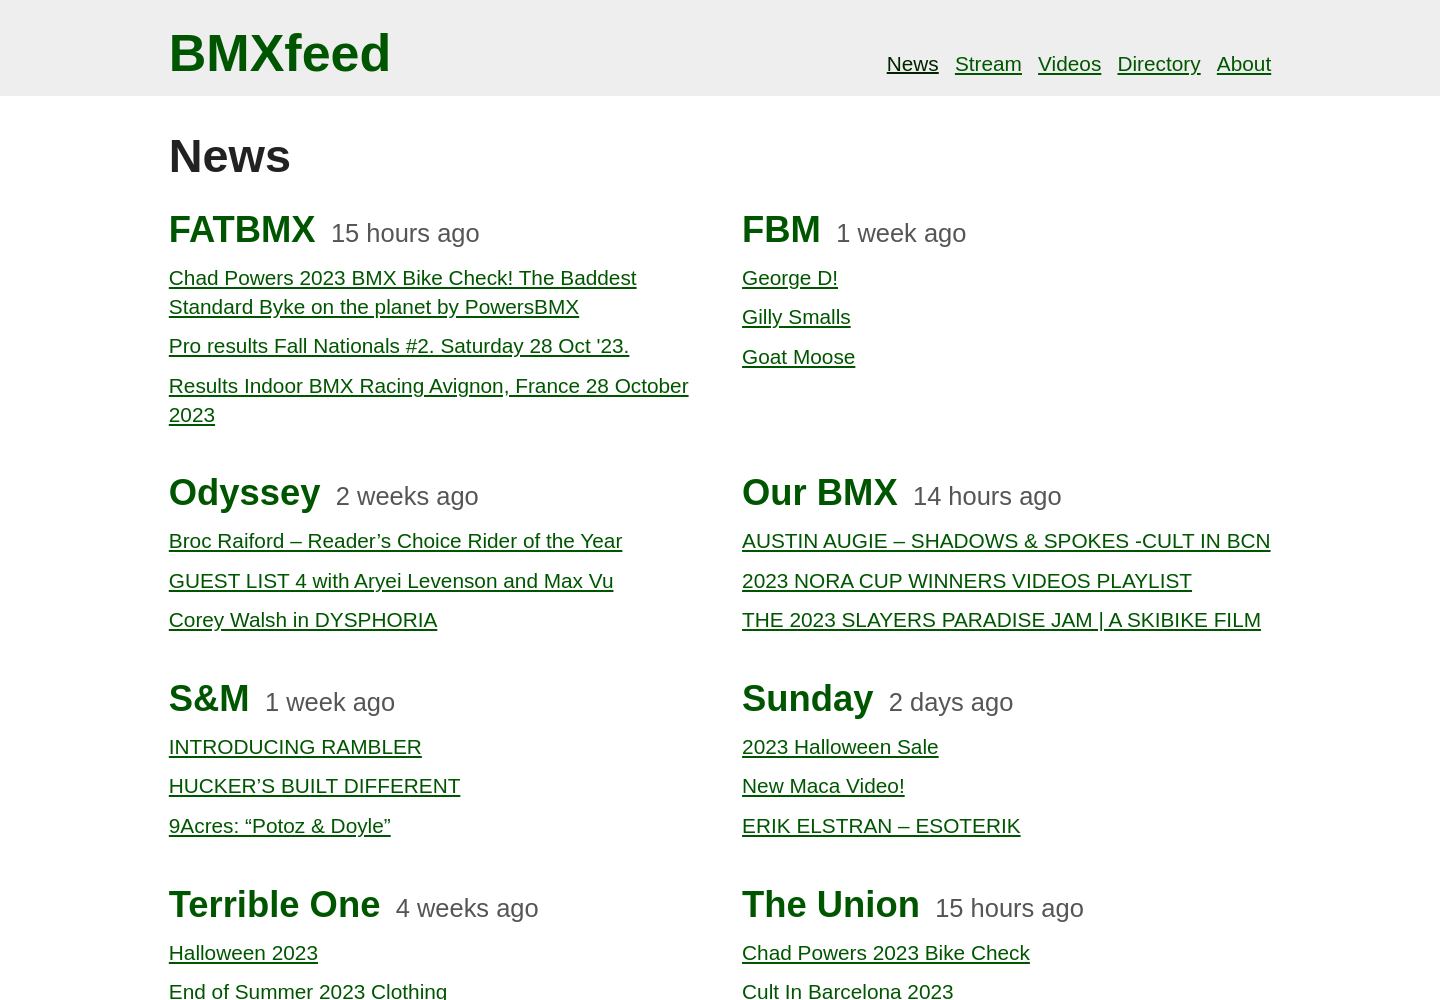 BMXfeed
News Stream Videos Directory About
News
FATBMX 15 hours ago
Chad Powers 2023 BMX Bike Check! The Baddest
Standard Byke on the planet by PowersBMX
Pro results Fall Nationals #2. Saturday 28 Oct '23.
Results Indoor BMX Racing Avignon, France 28 October
2023
FBM 1 week ago
George D!
Gilly Smalls
Goat Moose
Odyssey 2 weeks ago
Broc Raiford – Reader’s Choice Rider of the Year
GUEST LIST 4 with Aryei Levenson and Max Vu
Corey Walsh in DYSPHORIA
Our BMX 14 hours ago
AUSTIN AUGIE – SHADOWS & SPOKES -CULT IN BCN
2023 NORA CUP WINNERS VIDEOS PLAYLIST
THE 2023 SLAYERS PARADISE JAM | A SKIBIKE FILM
S&M 1 week ago
INTRODUCING RAMBLER
HUCKER’S BUILT DIFFERENT
9Acres: “Potoz & Doyle”
Sunday 2 days ago
2023 Halloween Sale
New Maca Video!
ERIK ELSTRAN – ESOTERIK
Terrible One 4 weeks ago
Halloween 2023
End of Summer 2023 Clothing
The Union 15 hours ago
Chad Powers 2023 Bike Check
Cult In Barcelona 2023